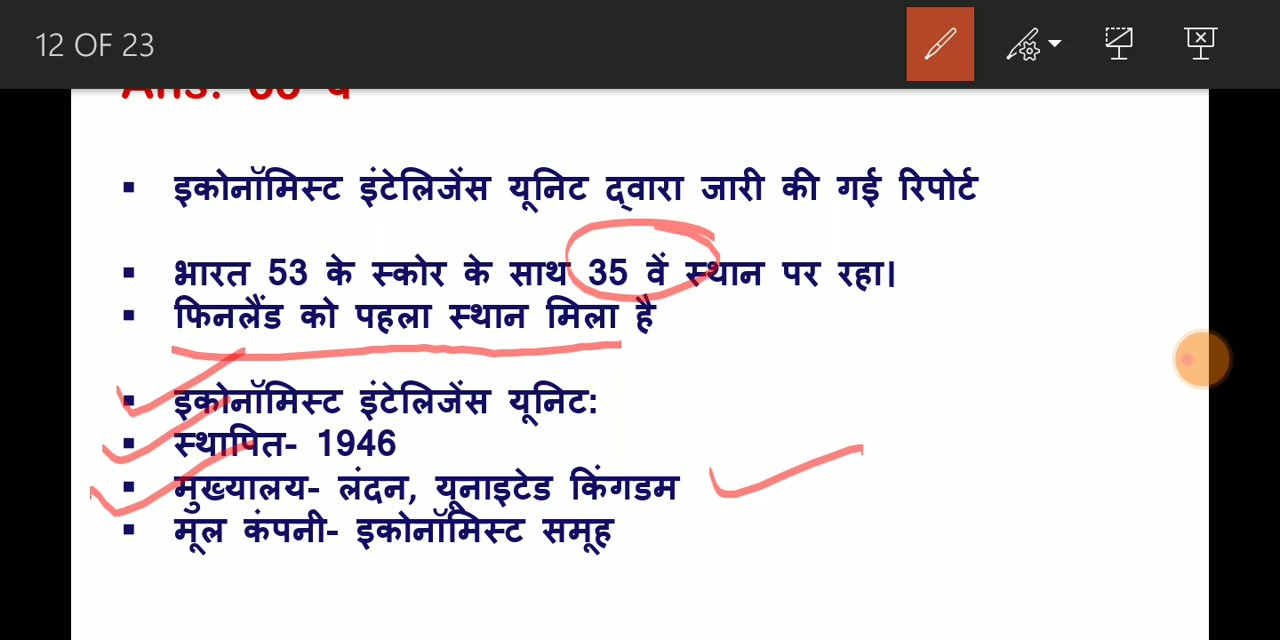 12 OF 23
▪ इकोनॉमिस्ट इंटेलिजेंस यूनिट द्वारा जारी की गई रिपोर्ट
▪ भारत 53 के स्कोर के साथ 35 वें स्थान पर रहा।
▪ फिनलैंड को पहला स्थान मिला है
▪ इकोनॉमिस्ट इंटेलिजेंस यूनिट:
▪ स्थापित- 1946
▪ मुख्यालय- लंदन, यूनाइटेड किंगडम
▪ मूल कंपनी- इकोनॉमिस्ट समूह